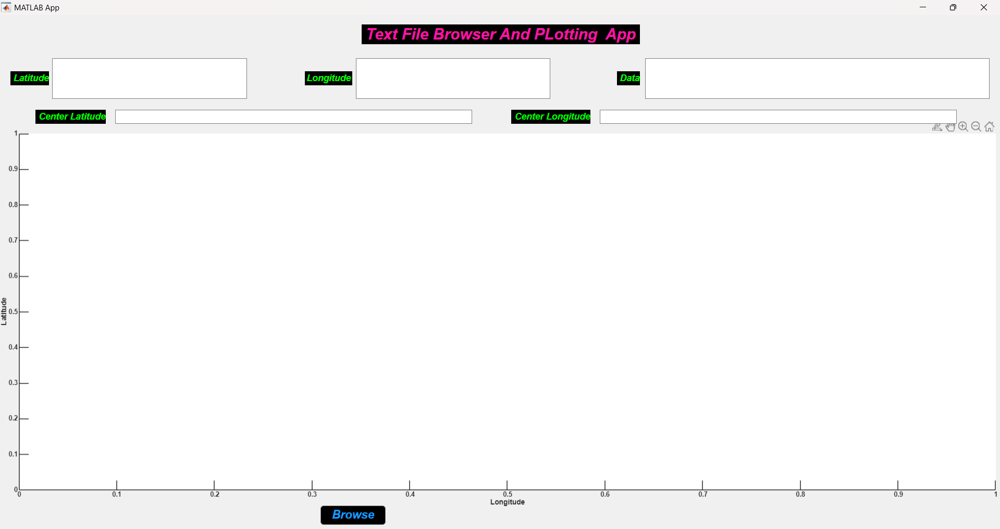 MATLAB App
Text File Browser And PLotting App
Latitude
Longitude
Data
Center Latitude
Center Longitude
1
0.9
0.8
0.7
0.6
0.5
0.4
0.3
0.2
0.1
0
Latitude
0 0.1 0.2 0.3 0.4 0.5 0.6 0.7 0.8 0.9 1
Longitude
Browse